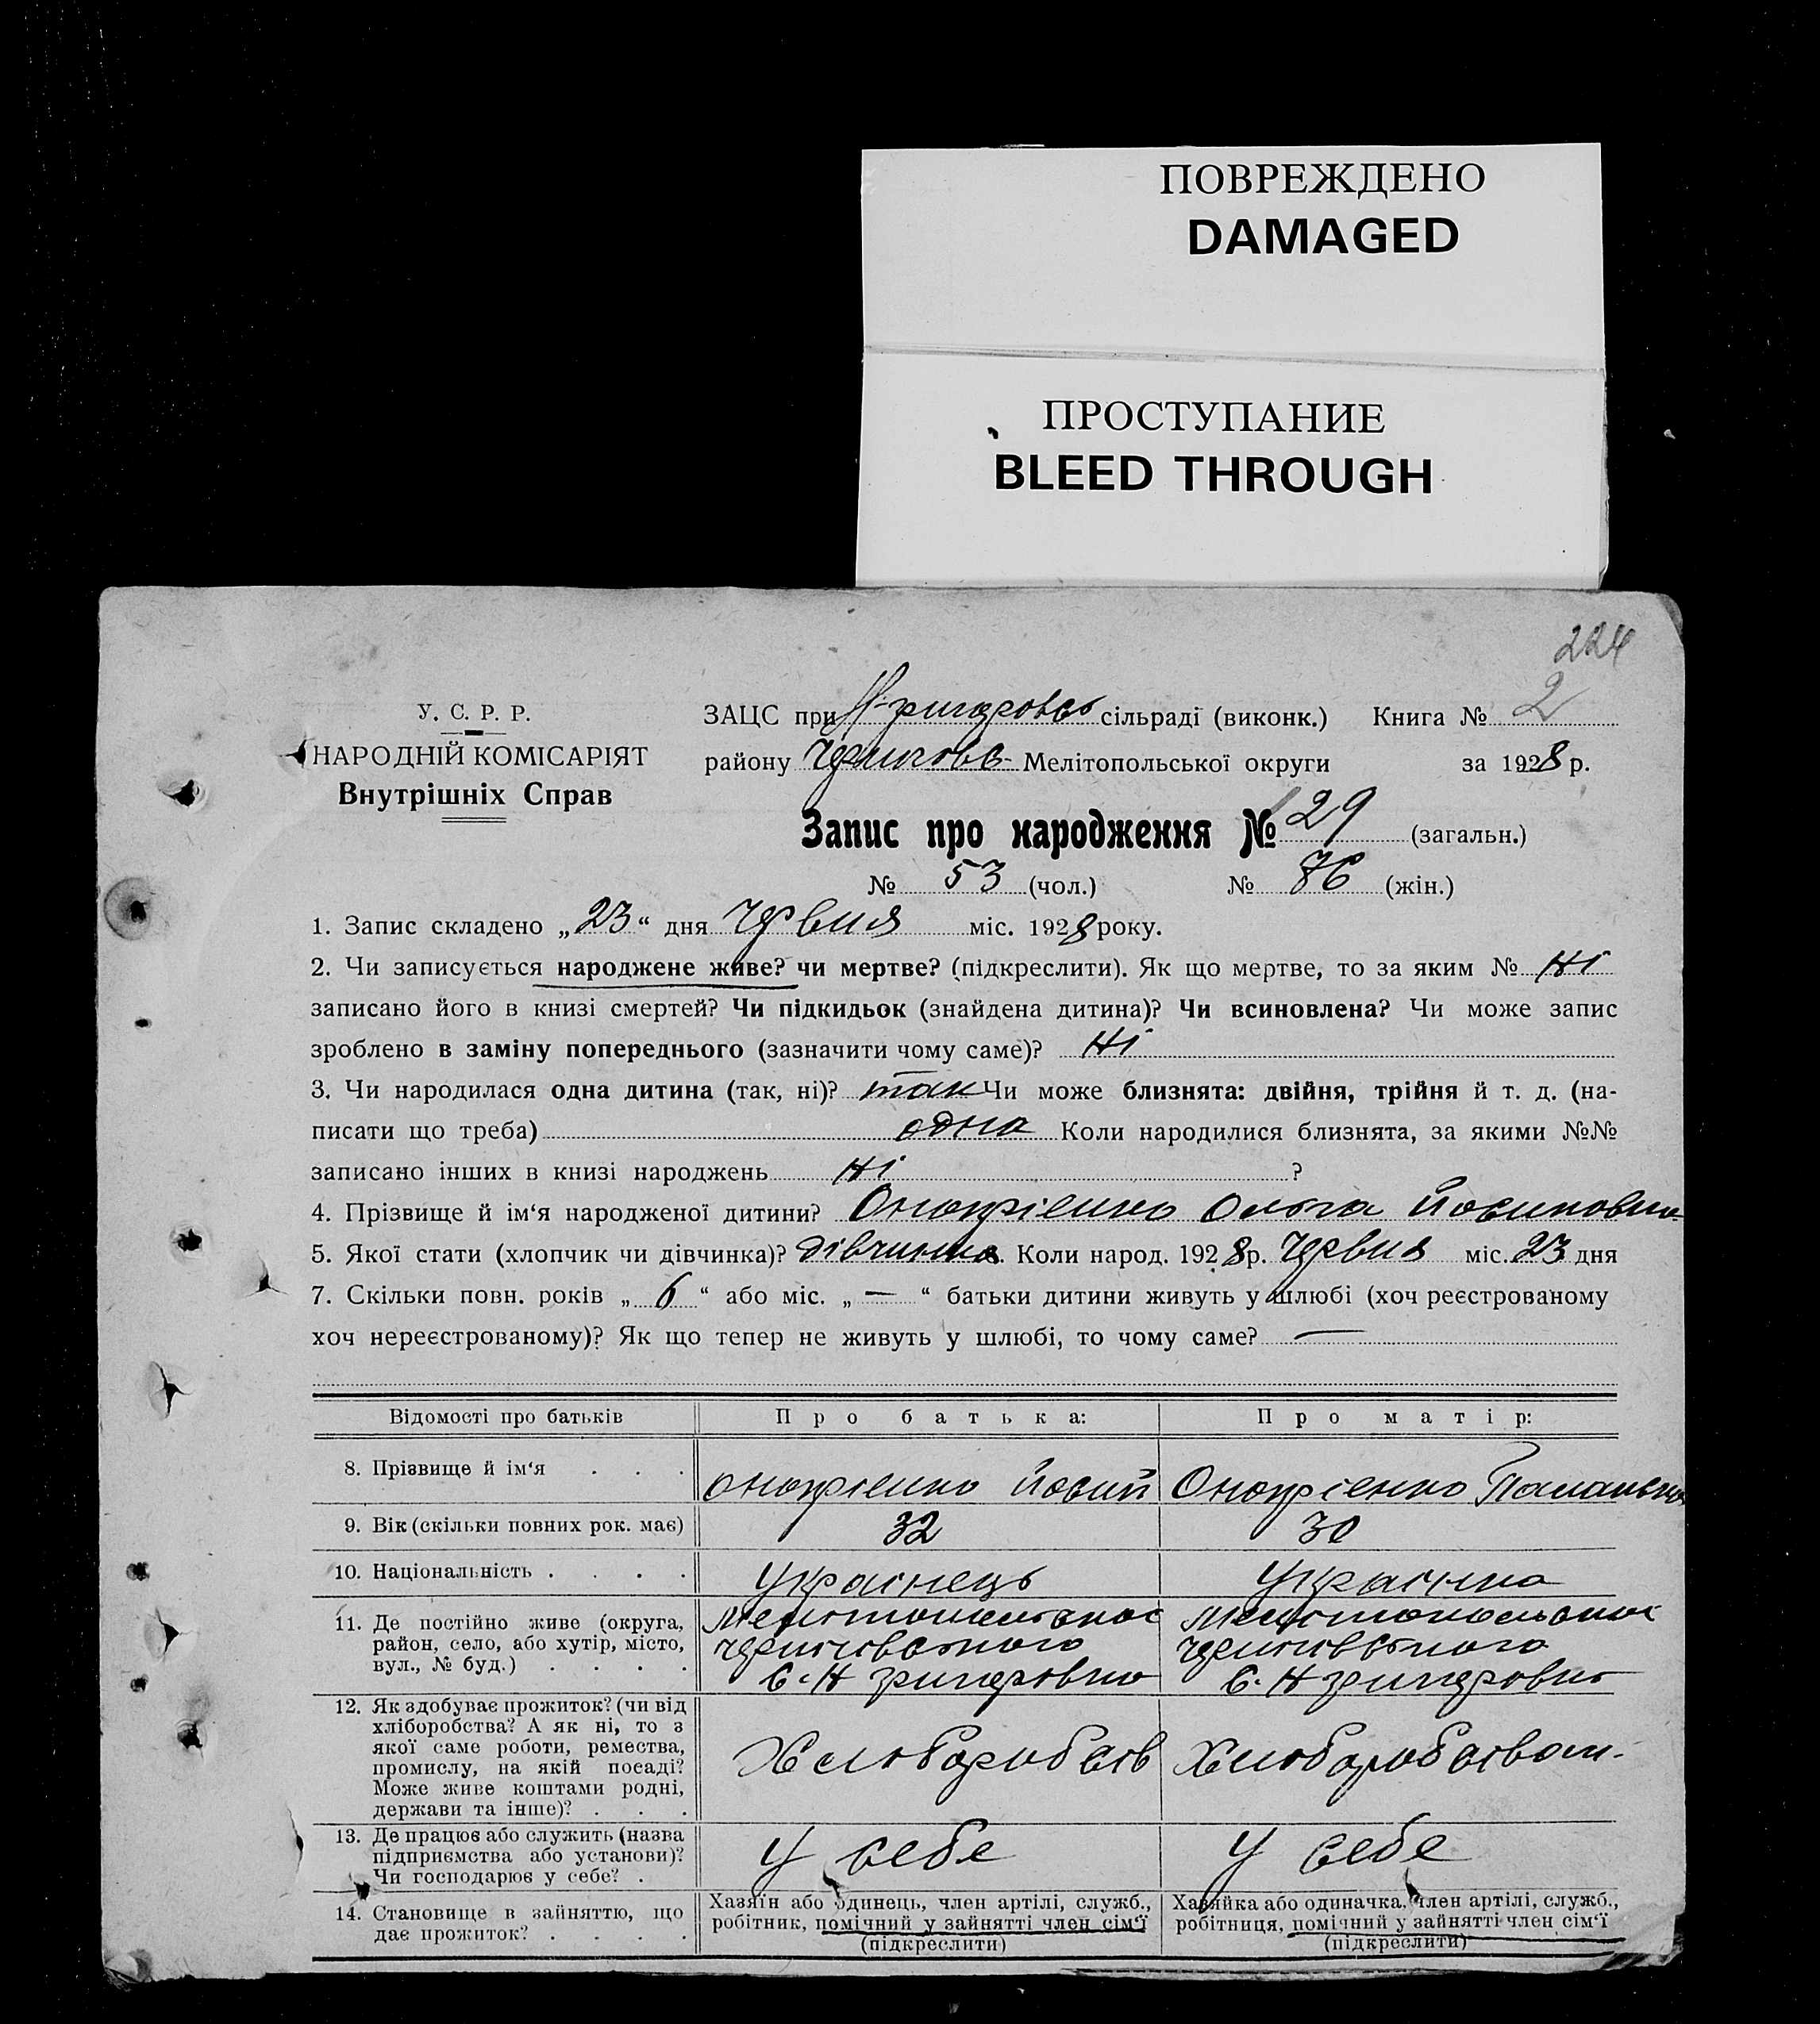 ПОВРЕЖДЕНО
DAMAGED
ПРОСТУПАНИЕ
BLEED THROUGH
224
У. С. Р. Р.
НАРОДНІЙ КОМІСАРІЯТ
Внутрішніх Справ
ЗАЦС при сільраді (виконк.) Книга № 2
району Мелітопольської округи за 1928 р.
Запис про народження № 129 (загальн.)
№ 53 (чол.) № 76 (жін.)
1. Запис складено „23“ дня Червня міс. 1928 року.
2. Чи записується народжене живе? чи мертве? (підкреслити). Як що мертве, то за яким № Ні
записано його в книзі смертей? Чи підкидьок (знайдена дитина)? Чи всиновлена? Чи може запис
зроблено в заміну попереднього (зазначити чому саме)? Ні
3. Чи народилася одна дитина (так, ні)? так Чи може близнята: двійня, трійня й т. д. (на-
писати що треба) одна Коли народилися близнята, за якими №№
записано інших в книзі народжень Ні ?
4. Прізвище й ім‘я народженої дитини? Онопрієнко Ольга Йосиповна
5. Якої стати (хлопчик чи дівчинка)? дівчинка Коли народ. 1928 р. Червня міс. 23 дня
7. Скільки повн. років „ 6 “ або міс. „ — “ батьки дитини живуть у шлюбі (хоч реєстрованому
хоч нереєстрованому)? Як що тепер не живуть у шлюбі, то чому саме? —
Відомості про батьків Про батька: Про матір:
8. Прізвище й ім‘я . . . Онопрієнко Йосип Онопрієнко
9. Вік (скільки повних рок. має) 32 30
10. Національність . . . . Українець Українка
11. Де постійно живе (округа,
район, село, або хутір, місто,
вул., № буд.) . . . .
12. Як здобуває прожиток? (чи від
хліборобства? А як ні, то з
якої саме роботи, ремества,
промислу, на якій посаді?
Може живе коштами родні,
держави та інше)? . . .
13. Де працює або служить (назва
підприємства або установи)?
Чи господарює у себе? . У себе У себе
14. Становище в зайняттю, що
дає прожиток? . . . .
Хазяїн або одинець, член артілі, служб.,
робітник, помічний у зайнятті член сім‘ї
(підкреслити)
Хазяйка або одиначка, член артілі, служб.,
робітниця, помічний у зайнятті член сім‘ї
(підкреслити)